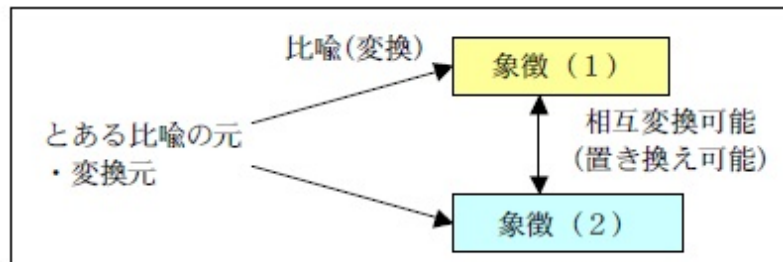 比喩(変換)
象徴（１）
とある比喩の元
・変換元
相互変換可能
(置き換え可能)
象徴（２）